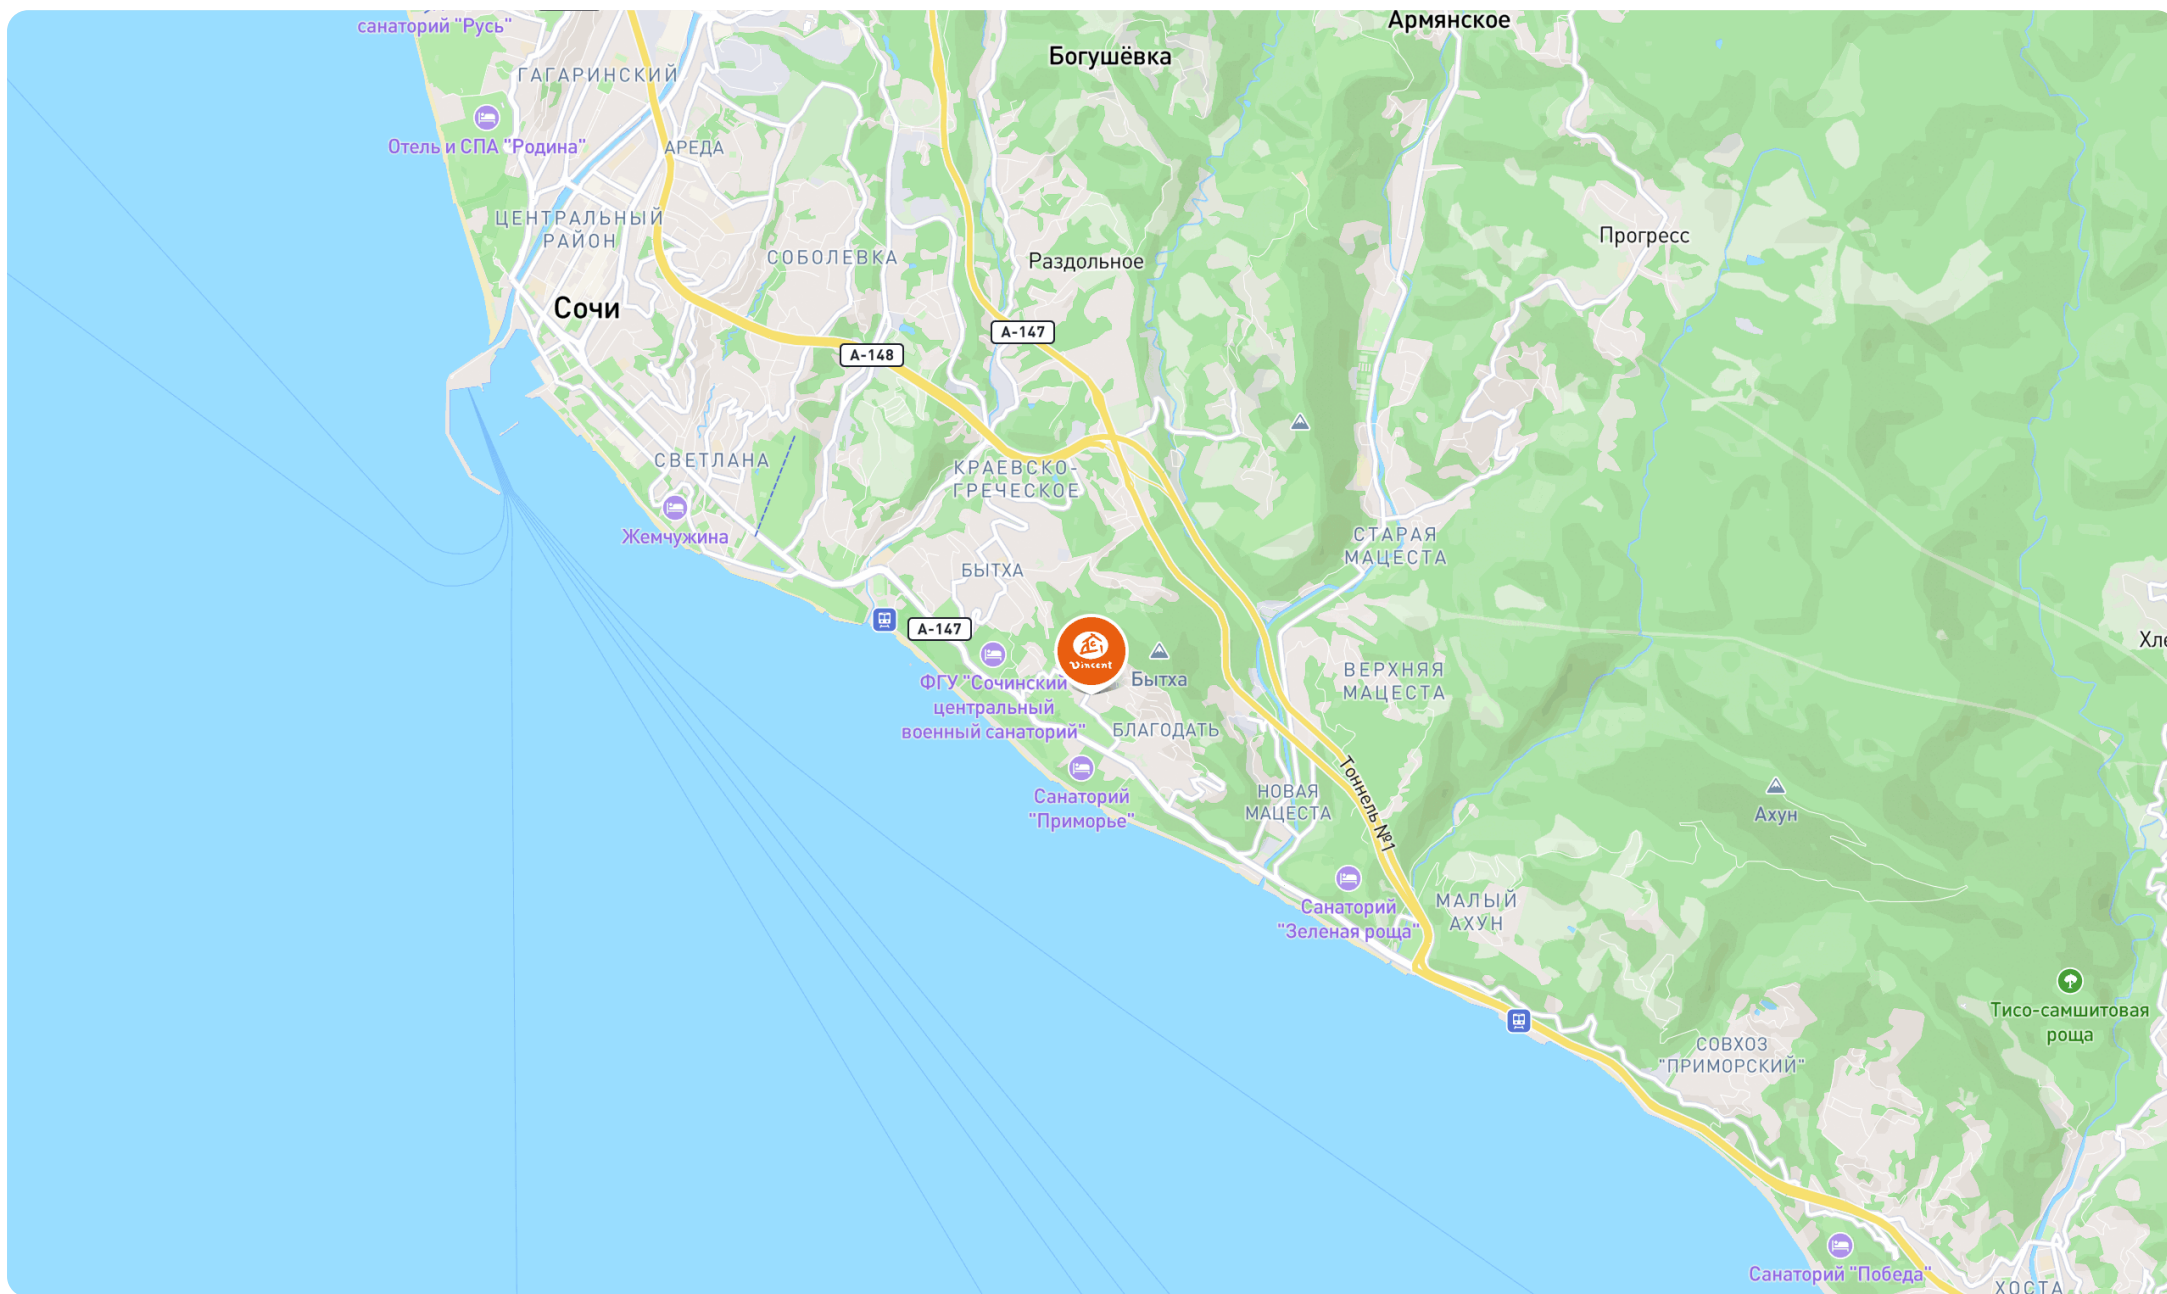 санаторий "Русь"
Армянское
Богушёвка
ГАГАРИНСКИЙ
Отель и СПА "Родина"
АРЕДА
ЦЕНТРАЛЬНЫЙ
РАЙОН
СОБОЛЕВКА
Раздольное
Прогресс
Сочи
А-147
А-148
СВЕТЛАНА
КРАЕВСКО-
ГРЕЧЕСКОЕ
Жемчужина
СТАРАЯ
МАЦЕСТА
БЫТХА
А-147
Vincent
Хле
ФГУ "Сочинский
центральный
военный санаторий"
Бытха
ВЕРХНЯЯ
МАЦЕСТА
БЛАГОДАТЬ
Санаторий
"Приморье"
НОВАЯ
МАЦЕСТА
Тоннель №1
Ахун
Санаторий
"Зеленая роща"
МАЛЫЙ
АХУН
Тисо-самшитовая
роща
СОВХОЗ
"ПРИМОРСКИЙ"
Санаторий "Победа"
ХОСТА